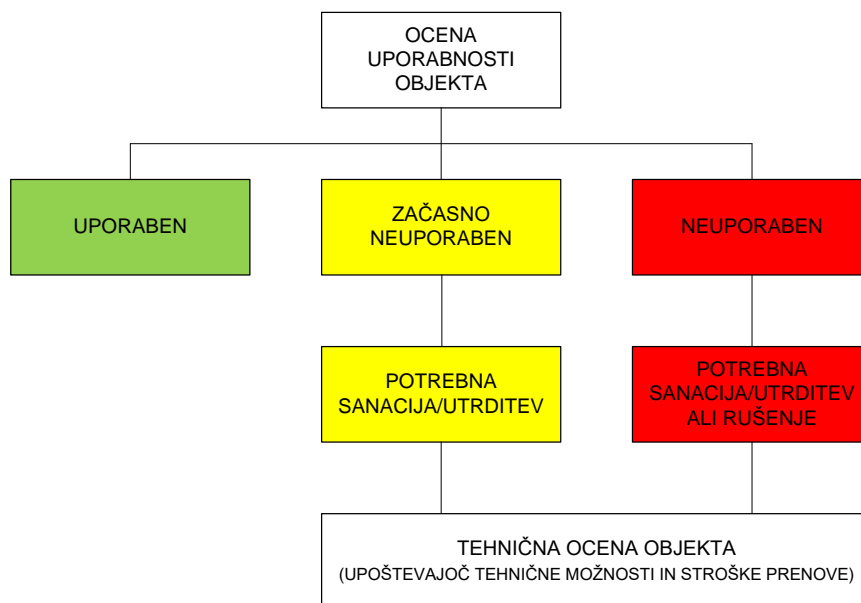 OCENA
UPORABNOSTI
OBJEKTA
UPORABEN
ZAČASNO
NEUPORABEN
NEUPORABEN
POTREBNA
SANACIJA/UTRDITEV
POTREBNA
SANACIJA/UTRDITEV
ALI RUŠENJE
TEHNIČNA OCENA OBJEKTA
(UPOŠTEVAJOČ TEHNIČNE MOŽNOSTI IN STROŠKE PRENOVE)